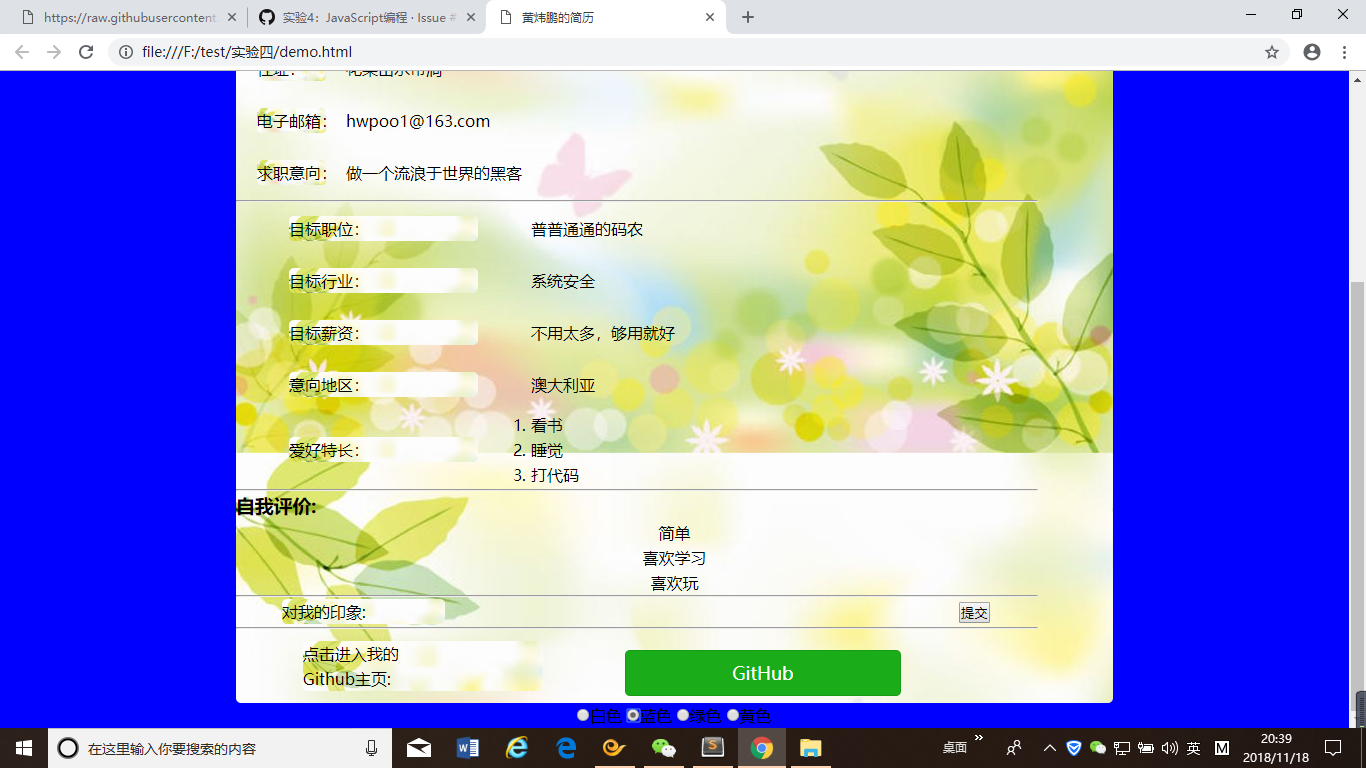 https://raw.githubusercontent.
实验4：JavaScript编程 · Issue #
黄炜鹏的简历
file:///F:/test/实验四/demo.html
电子邮箱： hwpoo1@163.com
求职意向： 做一个流浪于世界的黑客
目标职位： 普普通通的码农
目标行业： 系统安全
目标薪资： 不用太多，够用就好
意向地区： 澳大利亚
1. 看书
爱好特长： 2. 睡觉
3. 打代码
自我评价:
简单
喜欢学习
喜欢玩
对我的印象: 提交
点击进入我的
Github主页:
GitHub
白色 蓝色 绿色 黄色
在这里输入你要搜索的内容
桌面 » 英 M
20:39
2018/11/18